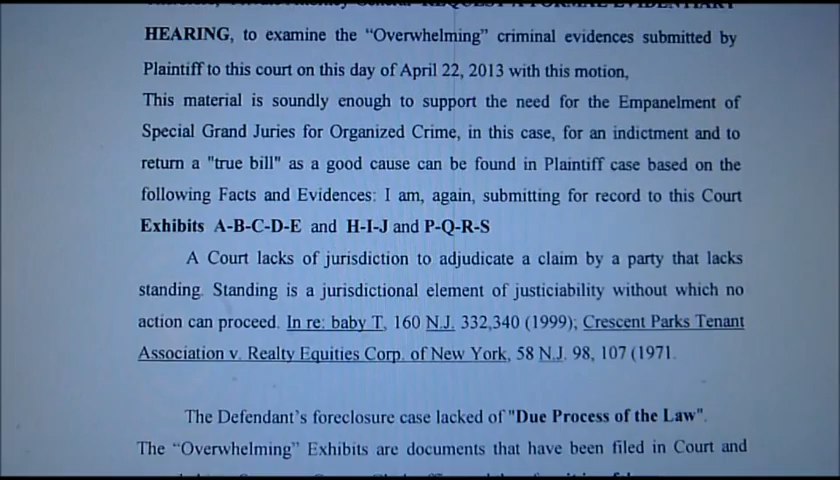 HEARING, to examine the “Overwhelming” criminal evidences submitted by
Plaintiff to this court on this day of April 22, 2013 with this motion,
This material is soundly enough to support the need for the Empanelment of
Special Grand Juries for Organized Crime, in this case, for an indictment and to
return a "true bill" as a good cause can be found in Plaintiff case based on the
following Facts and Evidences: I am, again, submitting for record to this Court
Exhibits A-B-C-D-E and H-I-J and P-Q-R-S
A Court lacks of jurisdiction to adjudicate a claim by a party that lacks
standing. Standing is a jurisdictional element of justiciability without which no
action can proceed. In re: baby T, 160 N.J. 332,340 (1999); Crescent Parks Tenant
Association v. Realty Equities Corp. of New York, 58 N.J. 98, 107 (1971.
The Defendant’s foreclosure case lacked of "Due Process of the Law".
The “Overwhelming” Exhibits are documents that have been filed in Court and